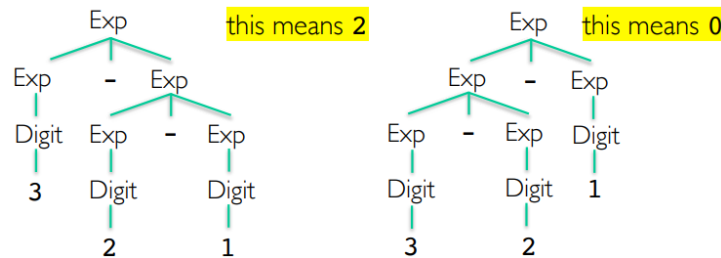 Exp this means 2
Exp - Exp
Digit Exp - Exp
3 Digit Digit
2 1
Exp this means 0
Exp - Exp
Exp - Exp Digit
Digit Digit 1
3 2